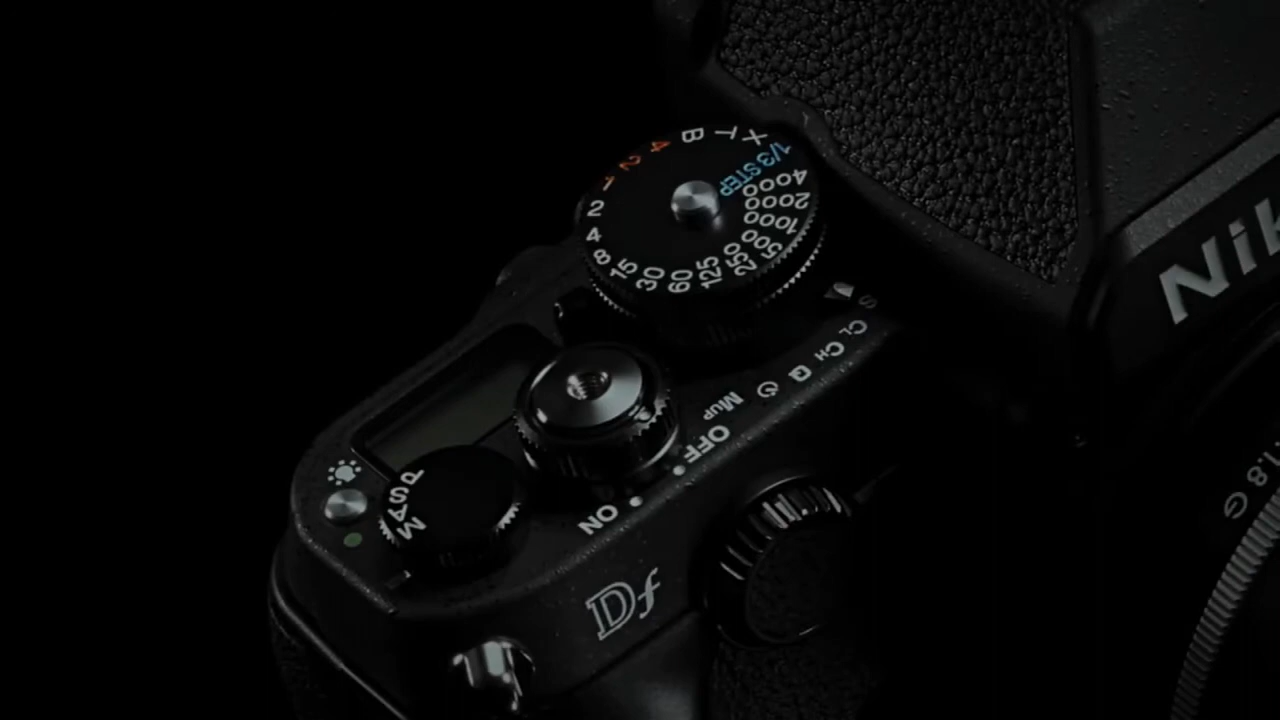 X T B 4 2 1 2 4 8 15 30 60 125 250 500 1000 2000 4000
1/3 STEP
S CL CH Q MUP
OFF
ON
M A S P
Df
Nik
1.8 G